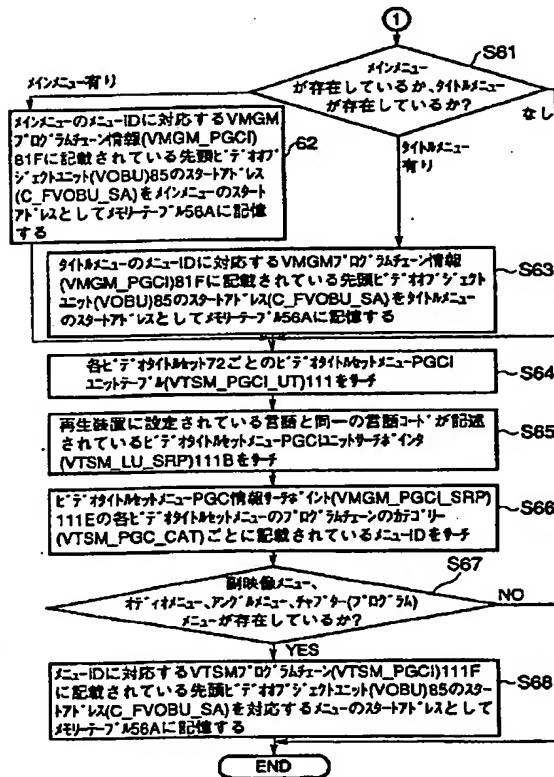 1
S61
メインメニュー
が存在しているか、タイトルメニュー
が存在しているか?
メインメニュー有り
なし
タイトルメニュー
有り
62
メインメニューのメニューIDに対応するVMGM
プログラムチェーン情報(VMGM_PGCI)
81Fに記載されている先頭ビデオオブ
ジェクトユニット(VOBU)85のスタートアドレス
(C_FVOBU_SA)をメインメニューのスタート
アドレスとしてメモリーテーブル56Aに記憶
する
S63
タイトルメニューのメニューIDに対応するVMGMプログラムチェーン情報
(VMGM_PGCI)81Fに記載されている先頭ビデオオブジェクト
ユニット(VOBU)85のスタートアドレス(C_FVOBU_SA)をタイトルメニュー
のスタートアドレスとしてメモリーテーブル56Aに記憶する
S64
各ビデオタイトルセット72ごとのビデオタイトルセットメニューPGCI
ユニットテーブル(VTSM_PGCI_UT)111をサーチ
S65
再生装置に設定されている言語と同一の言語コードが記述
されているビデオタイトルセットメニューPGCIユニットサーチポインタ
(VTSM_LU_SRP)111Bをサーチ
S66
ビデオタイトルセットメニューPGC情報サーチポイント(VMGM_PGCI_SRP)
111Eの各ビデオタイトルセットメニューのプログラムチェーンのカテゴリー
(VTSM_PGC_CAT)ごとに記載されているメニューIDをサーチ
S67
副映像メニュー、
オディオメニュー、アングルメニュー、チャプター(プログラム)
メニューが存在しているか?
NO
YES
S68
メニューIDに対応するVTSMプログラムチェーン(VTSM_PGCI)111F
に記載されている先頭ビデオオブジェクトユニット(VOBU)85のスター
トアドレス(C_FVOBU_SA)を対応するメニューのスタートアドレスとして
メモリーテーブル56Aに記憶する
END